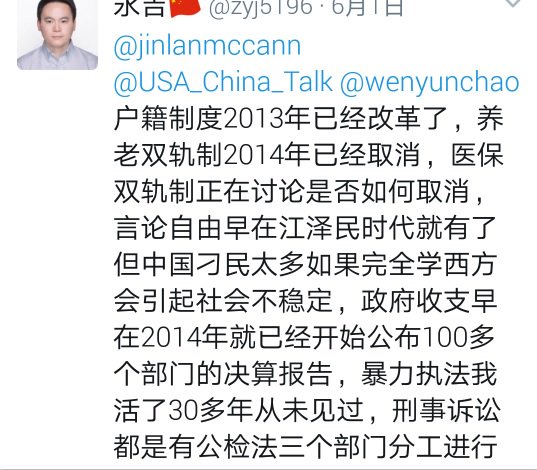 永吉🇨🇳 @zyj5196 · 6月1日
@jinlanmccann
@USA_China_Talk @wenyunchao
户籍制度2013年已经改革了，养
老双轨制2014年已经取消，医保
双轨制正在讨论是否如何取消，
言论自由早在江泽民时代就有了
但中国刁民太多如果完全学西方
会引起社会不稳定，政府收支早
在2014年就已经开始公布100多
个部门的决算报告，暴力执法我
活了30多年从未见过，刑事诉讼
都是有公检法三个部门分工进行